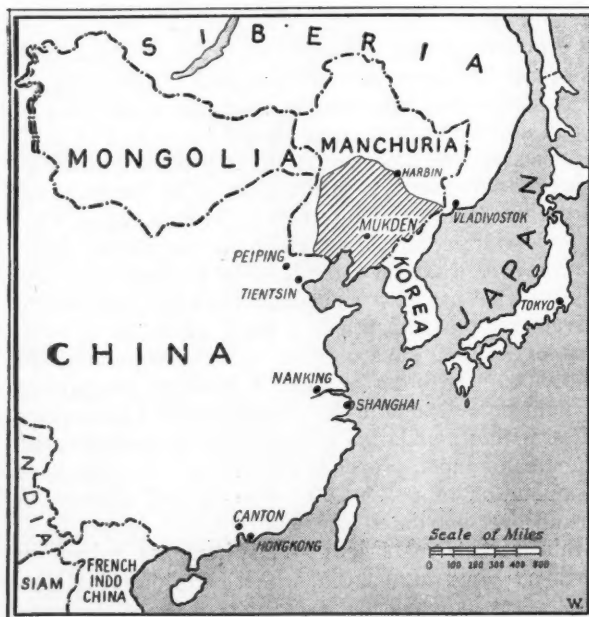 SIBERIA
MONGOLIA
MANCHURIA
HARBIN
MUKDEN
VLADIVOSTOK
PEIPING
TIENTSIN
KOREA
JAPAN
TOKYO
CHINA
NANKING
SHANGHAI
INDIA
CANTON
HONGKONG
SIAM
FRENCH
INDO
CHINA
Scale of Miles
0 100 200 300 400 500
W.